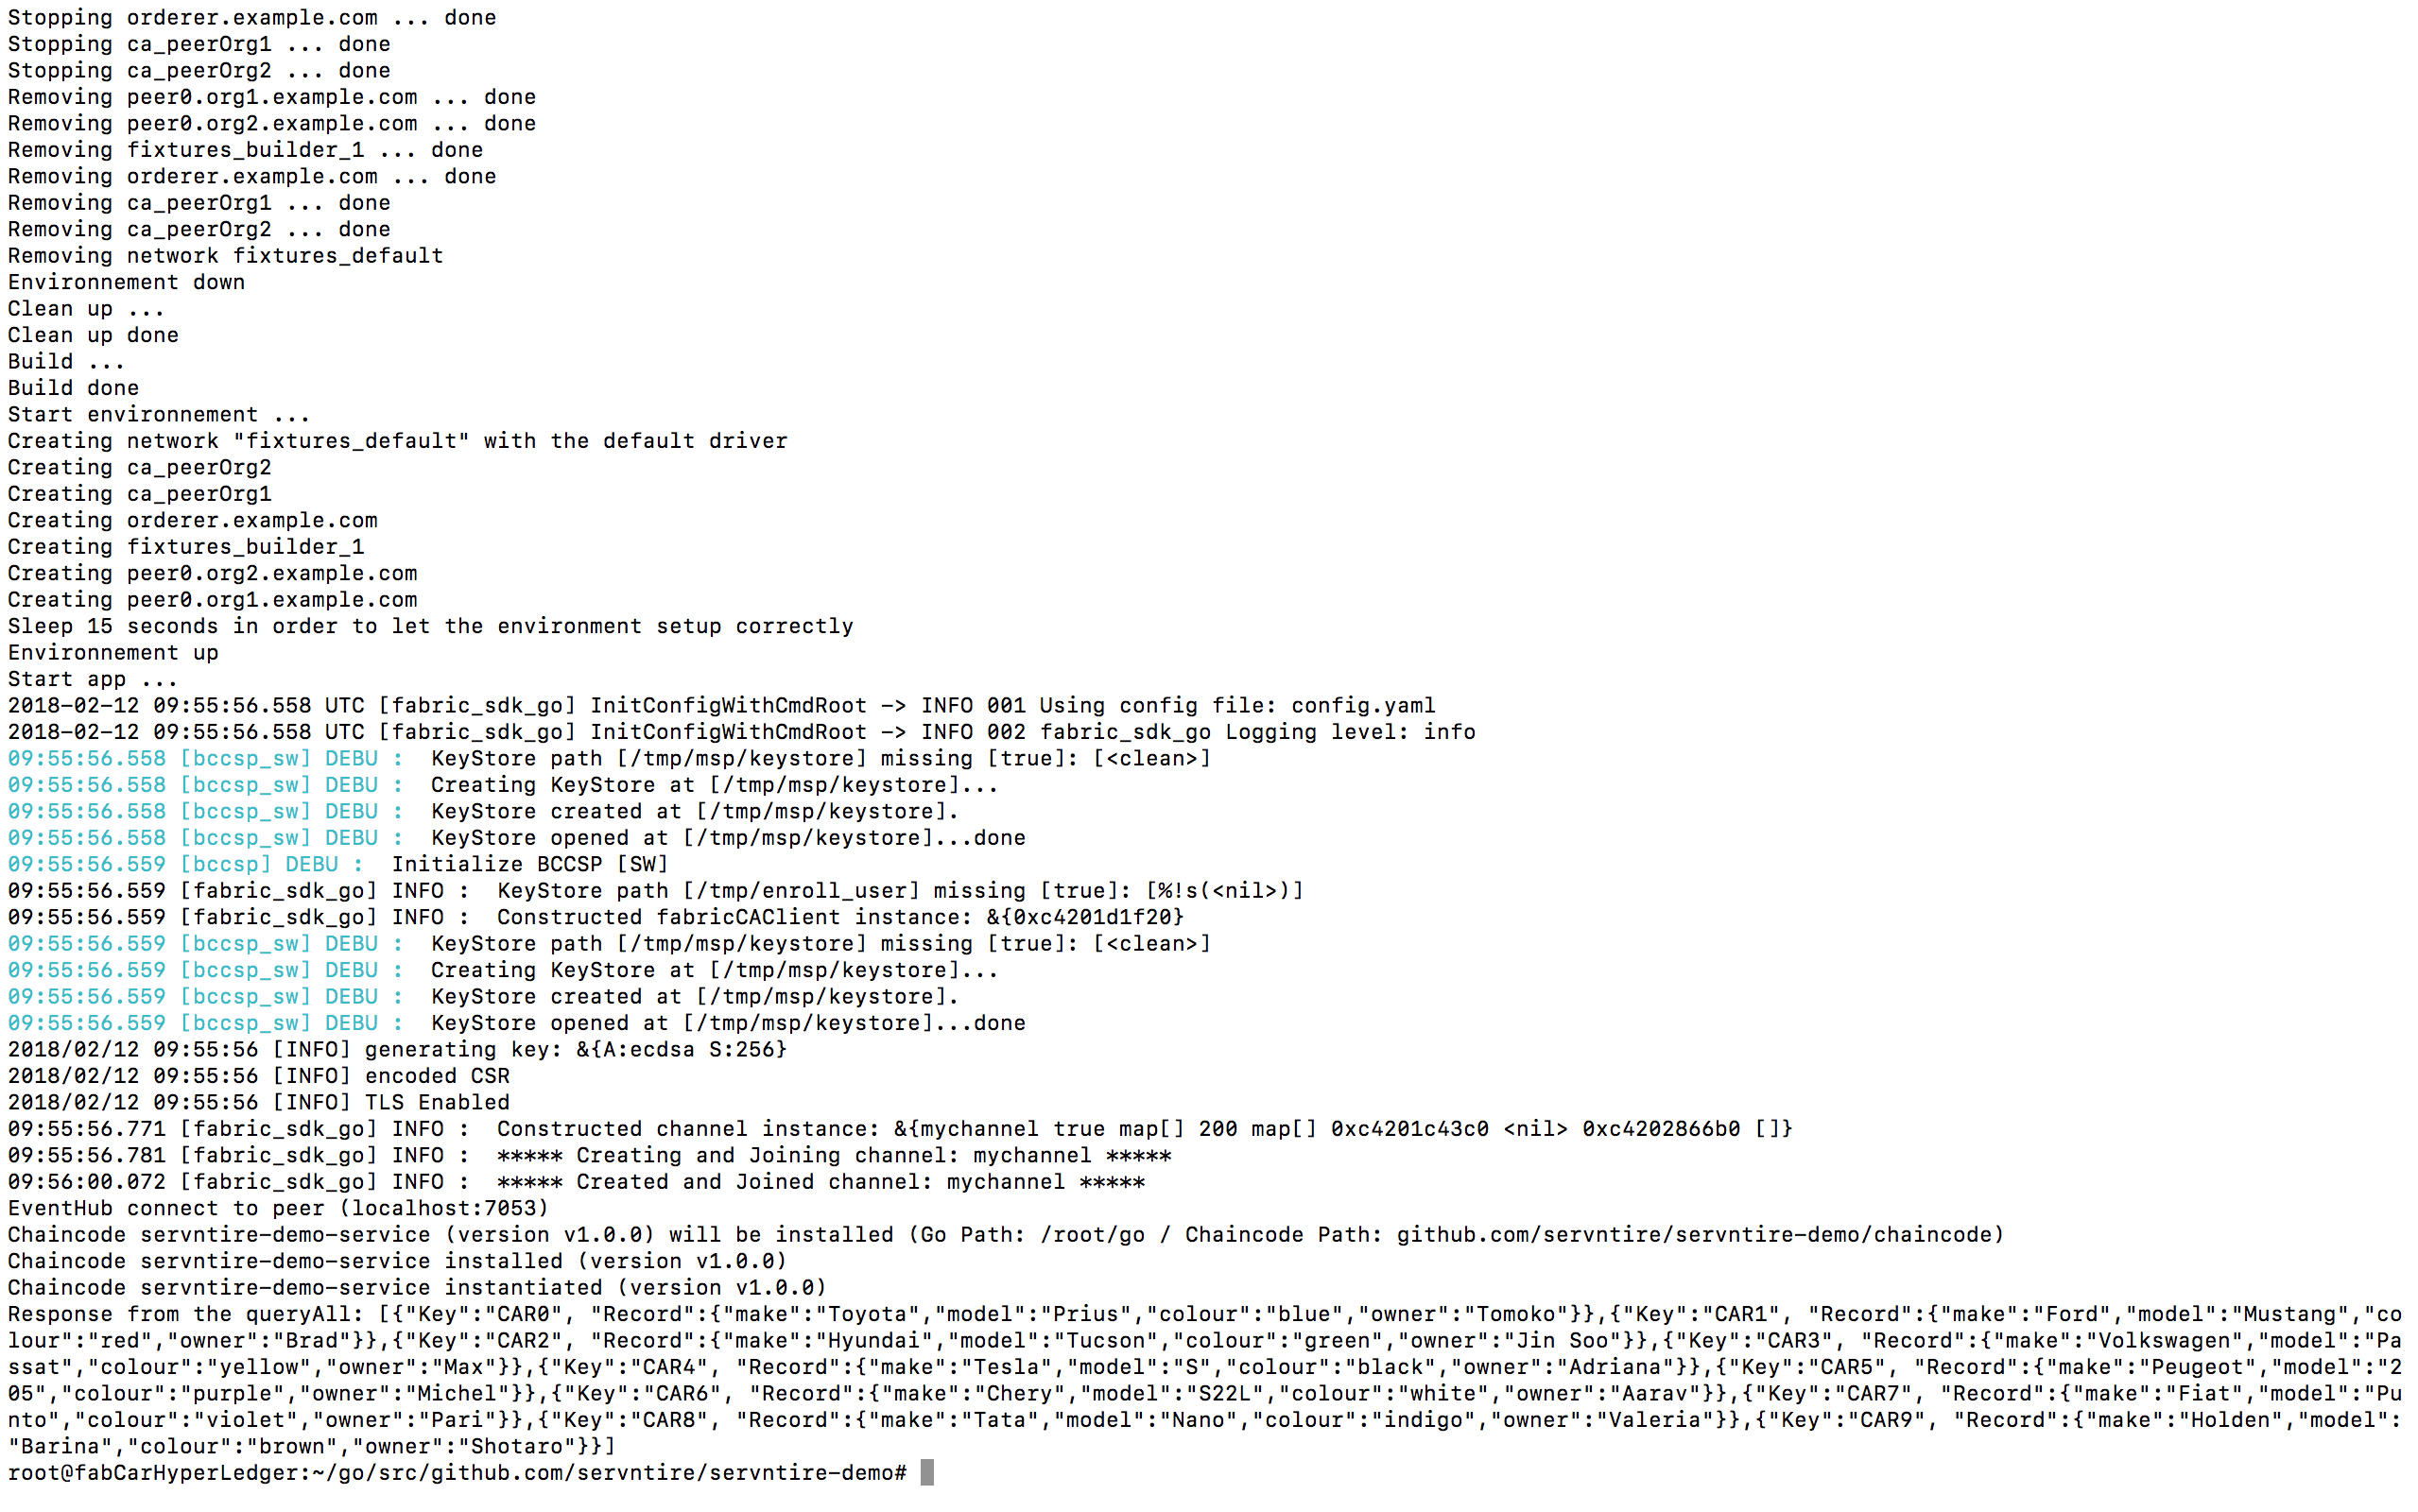 Stopping orderer.example.com ... done
Stopping ca_peerOrg1 ... done
Stopping ca_peerOrg2 ... done
Removing peer0.org1.example.com ... done
Removing peer0.org2.example.com ... done
Removing fixtures_builder_1 ... done
Removing orderer.example.com ... done
Removing ca_peerOrg1 ... done
Removing ca_peerOrg2 ... done
Removing network fixtures_default
Environnement down
Clean up ...
Clean up done
Build ...
Build done
Start environnement ...
Creating network "fixtures_default" with the default driver
Creating ca_peerOrg2
Creating ca_peerOrg1
Creating orderer.example.com
Creating fixtures_builder_1
Creating peer0.org2.example.com
Creating peer0.org1.example.com
Sleep 15 seconds in order to let the environment setup correctly
Environnement up
Start app ...
2018-02-12 09:55:56.558 UTC [fabric_sdk_go] InitConfigWithCmdRoot -> INFO 001 Using config file: config.yaml
2018-02-12 09:55:56.558 UTC [fabric_sdk_go] InitConfigWithCmdRoot -> INFO 002 fabric_sdk_go Logging level: info
09:55:56.558 [bccsp_sw] DEBU :  KeyStore path [/tmp/msp/keystore] missing [true]: [<clean>]
09:55:56.558 [bccsp_sw] DEBU :  Creating KeyStore at [/tmp/msp/keystore]...
09:55:56.558 [bccsp_sw] DEBU :  KeyStore created at [/tmp/msp/keystore].
09:55:56.558 [bccsp_sw] DEBU :  KeyStore opened at [/tmp/msp/keystore]...done
09:55:56.559 [bccsp] DEBU :  Initialize BCCSP [SW]
09:55:56.559 [fabric_sdk_go] INFO :  KeyStore path [/tmp/enroll_user] missing [true]: [%!s(<nil>)]
09:55:56.559 [fabric_sdk_go] INFO :  Constructed fabricCAClient instance: &{0xc4201d1f20}
09:55:56.559 [bccsp_sw] DEBU :  KeyStore path [/tmp/msp/keystore] missing [true]: [<clean>]
09:55:56.559 [bccsp_sw] DEBU :  Creating KeyStore at [/tmp/msp/keystore]...
09:55:56.559 [bccsp_sw] DEBU :  KeyStore created at [/tmp/msp/keystore].
09:55:56.559 [bccsp_sw] DEBU :  KeyStore opened at [/tmp/msp/keystore]...done
2018/02/12 09:55:56 [INFO] generating key: &{A:ecdsa S:256}
2018/02/12 09:55:56 [INFO] encoded CSR
2018/02/12 09:55:56 [INFO] TLS Enabled
09:55:56.771 [fabric_sdk_go] INFO :  Constructed channel instance: &{mychannel true map[] 200 map[] 0xc4201c43c0 <nil> 0xc4202866b0 []}
09:55:56.781 [fabric_sdk_go] INFO :  ***** Creating and Joining channel: mychannel *****
09:56:00.072 [fabric_sdk_go] INFO :  ***** Created and Joined channel: mychannel *****
EventHub connect to peer (localhost:7053)
Chaincode servntire-demo-service (version v1.0.0) will be installed (Go Path: /root/go / Chaincode Path: github.com/servntire/servntire-demo/chaincode)
Chaincode servntire-demo-service installed (version v1.0.0)
Chaincode servntire-demo-service instantiated (version v1.0.0)
Response from the queryAll: [{"Key":"CAR0", "Record":{"make":"Toyota","model":"Prius","colour":"blue","owner":"Tomoko"}},{"Key":"CAR1", "Record":{"make":"Ford","model":"Mustang","co
lour":"red","owner":"Brad"}},{"Key":"CAR2", "Record":{"make":"Hyundai","model":"Tucson","colour":"green","owner":"Jin Soo"}},{"Key":"CAR3", "Record":{"make":"Volkswagen","model":"Pa
ssat","colour":"yellow","owner":"Max"}},{"Key":"CAR4", "Record":{"make":"Tesla","model":"S","colour":"black","owner":"Adriana"}},{"Key":"CAR5", "Record":{"make":"Peugeot","model":"2
05","colour":"purple","owner":"Michel"}},{"Key":"CAR6", "Record":{"make":"Chery","model":"S22L","colour":"white","owner":"Aarav"}},{"Key":"CAR7", "Record":{"make":"Fiat","model":"Pu
nto","colour":"violet","owner":"Pari"}},{"Key":"CAR8", "Record":{"make":"Tata","model":"Nano","colour":"indigo","owner":"Valeria"}},{"Key":"CAR9", "Record":{"make":"Holden","model":
"Barina","colour":"brown","owner":"Shotaro"}}]
root@fabCarHyperLedger:~/go/src/github.com/servntire/servntire-demo#